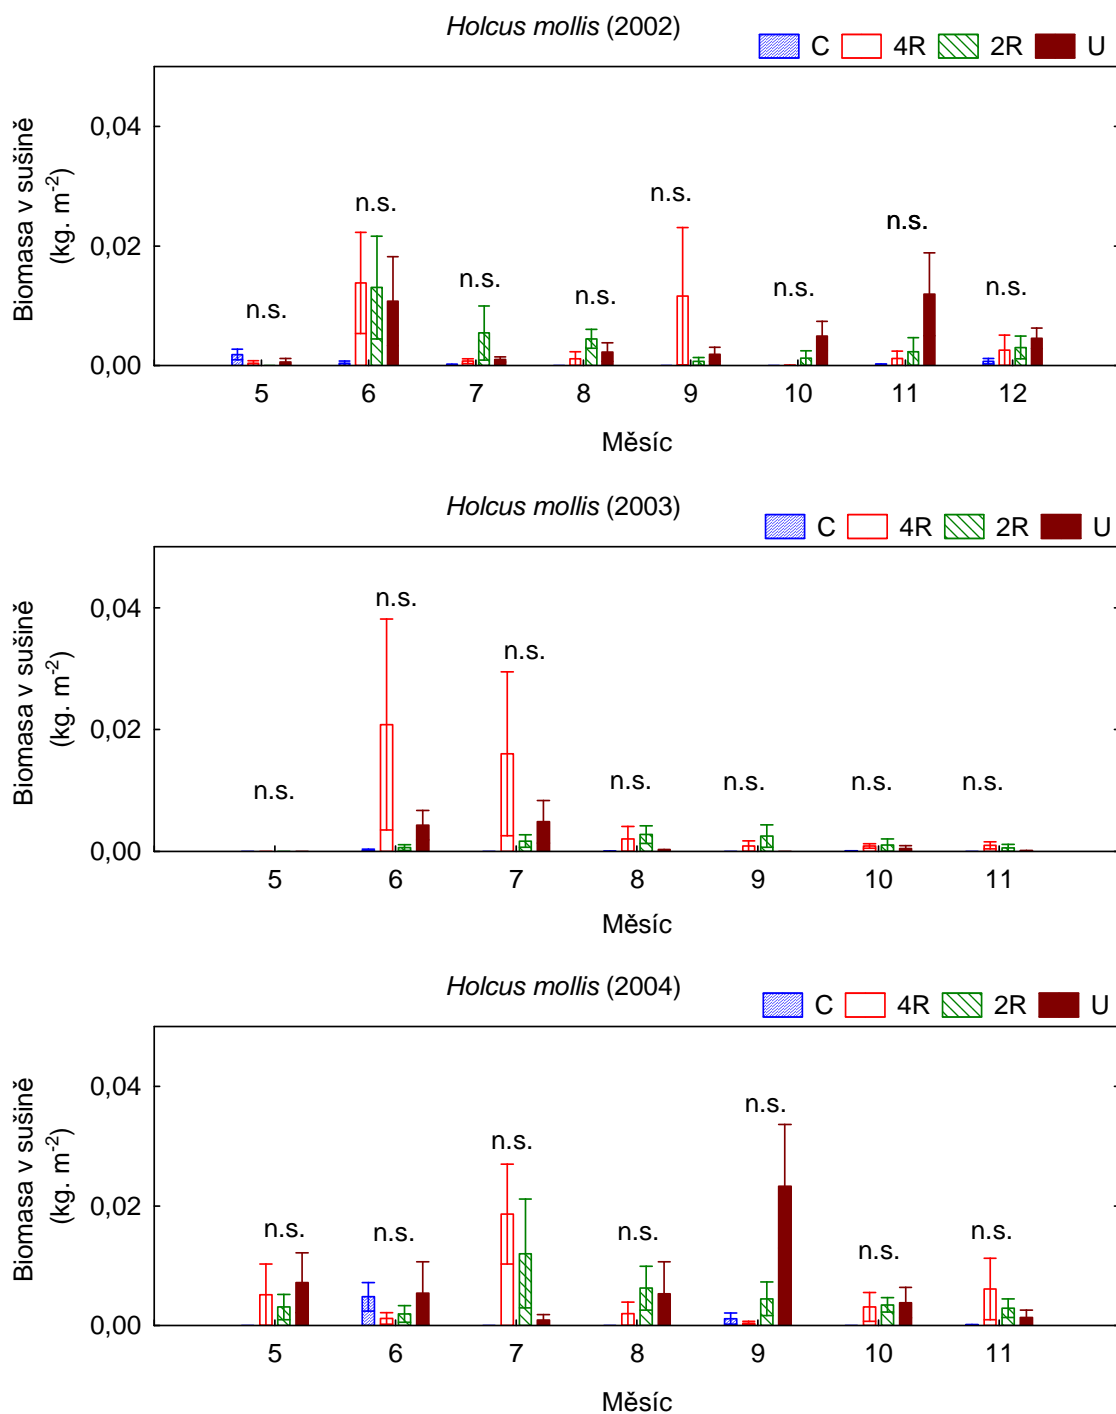 Holcus mollis (2002)
C 4R 2R U
Biomasa v sušině
(kg. m-2)
0,04
0,02
0,00
n.s. n.s. n.s. n.s. n.s. n.s. n.s. n.s.
5 6 7 8 9 10 11 12
Měsíc
Holcus mollis (2003)
C 4R 2R U
Biomasa v sušině
(kg. m-2)
0,04
0,02
0,00
n.s. n.s. n.s. n.s. n.s. n.s. n.s.
5 6 7 8 9 10 11
Měsíc
Holcus mollis (2004)
C 4R 2R U
Biomasa v sušině
(kg. m-2)
0,04
0,02
0,00
n.s. n.s. n.s. n.s. n.s. n.s. n.s.
5 6 7 8 9 10 11
Měsíc